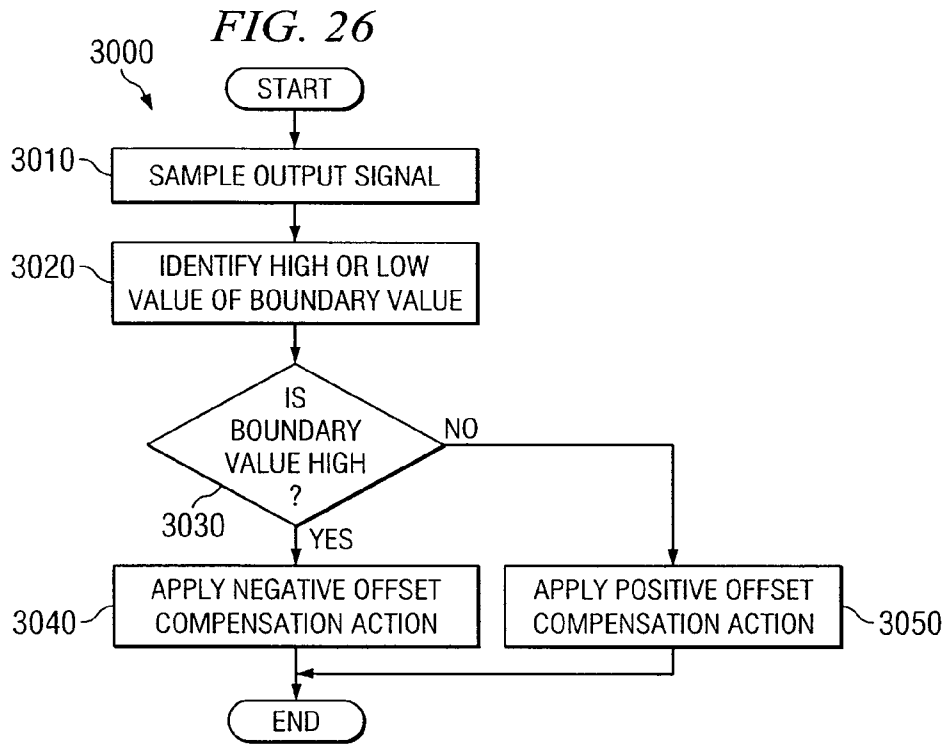 FIG. 26
3000
START
3010
SAMPLE OUTPUT SIGNAL
3020
IDENTIFY HIGH OR LOW
VALUE OF BOUNDARY VALUE
IS
BOUNDARY
VALUE HIGH
?
NO
3030
YES
3040
APPLY NEGATIVE OFFSET
COMPENSATION ACTION
APPLY POSITIVE OFFSET
COMPENSATION ACTION
3050
END